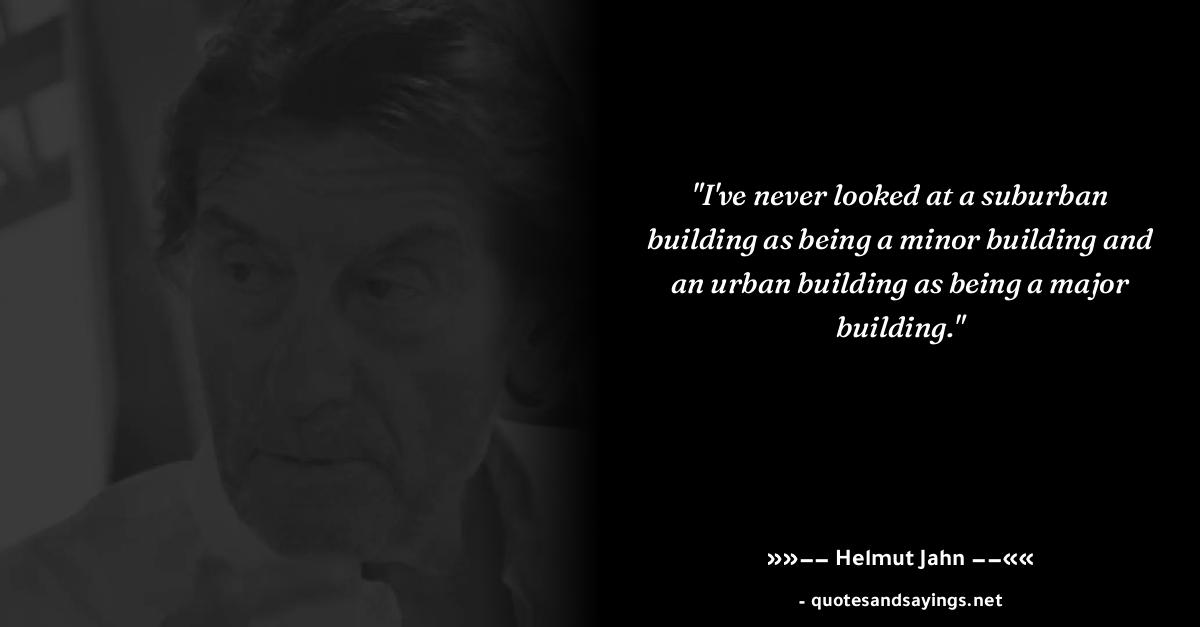 "I've never looked at a suburban
building as being a minor building and
an urban building as being a major
building."
»»−− Helmut Jahn −−««
- quotesandsayings.net